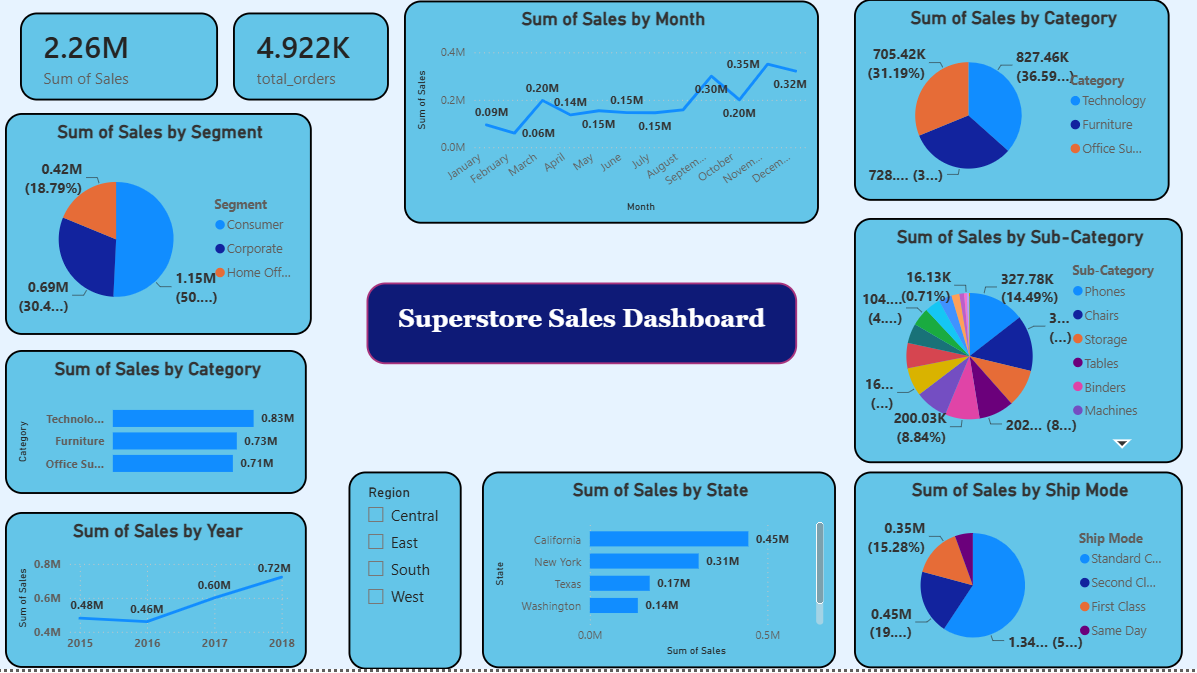 2.26M
Sum of Sales
4.922K
total_orders
Sum of Sales by Month
Sum of Sales
0.4M
0.2M
0.0M
0.09M
0.06M
0.20M
0.14M
0.15M
0.15M
0.15M
0.30M
0.20M
0.35M
0.32M
January
February
March
April
May
June
July
August
Septem...
October
Novem...
Decem...
Month
Sum of Sales by Category
705.42K
(31.19%)
827.46K
(36.59...)
728.... (3...)
Category
Technology
Furniture
Office Su...
Sum of Sales by Segment
0.42M
(18.79%)
0.69M
(30.4...)
1.15M
(50....)
Segment
Consumer
Corporate
Home Off...
Sum of Sales by Sub-Category
16.13K
(0.71%)
327.78K
(14.49%)
104....
(4....)
3...
(...)
16...
(...)
200.03K
(8.84%)
202... (8...)
Sub-Category
Phones
Chairs
Storage
Tables
Binders
Machines
Superstore Sales Dashboard
Sum of Sales by Category
Category
Technolo...
0.83M
Furniture
0.73M
Office Su...
0.71M
Region
Central
East
South
West
Sum of Sales by State
State
California
0.45M
New York
0.31M
Texas
0.17M
Washington
0.14M
0.0M
0.5M
Sum of Sales
Sum of Sales by Ship Mode
0.35M
(15.28%)
0.45M
(19....)
1.34... (5...)
Ship Mode
Standard C...
Second Cl...
First Class
Same Day
Sum of Sales by Year
Sum of Sales
0.8M
0.6M
0.4M
0.48M
0.46M
0.60M
0.72M
2015
2016
2017
2018